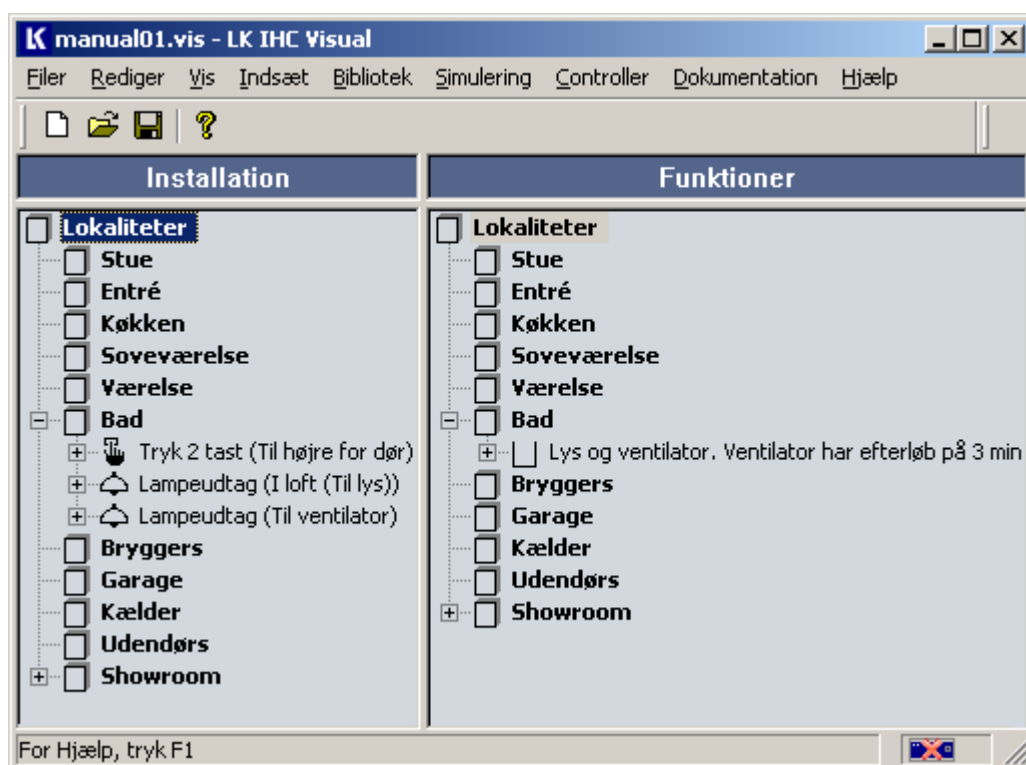 manual01.vis - LK IHC Visual
Filer Rediger Vis Indsæt Bibliotek Simulering Controller Dokumentation Hjælp
Installation
Lokaliteter
Stue
Entré
Køkken
Soveværelse
Værelse
Bad
Tryk 2 tast (Til højre for dør)
Lampeudtag (I loft (Til lys))
Lampeudtag (Til ventilator)
Bryggers
Garage
Kælder
Udendørs
Showroom
Funktioner
Lokaliteter
Stue
Entré
Køkken
Soveværelse
Værelse
Bad
Lys og ventilator. Ventilator har efterløb på 3 min
Bryggers
Garage
Kælder
Udendørs
Showroom
For Hjælp, tryk F1